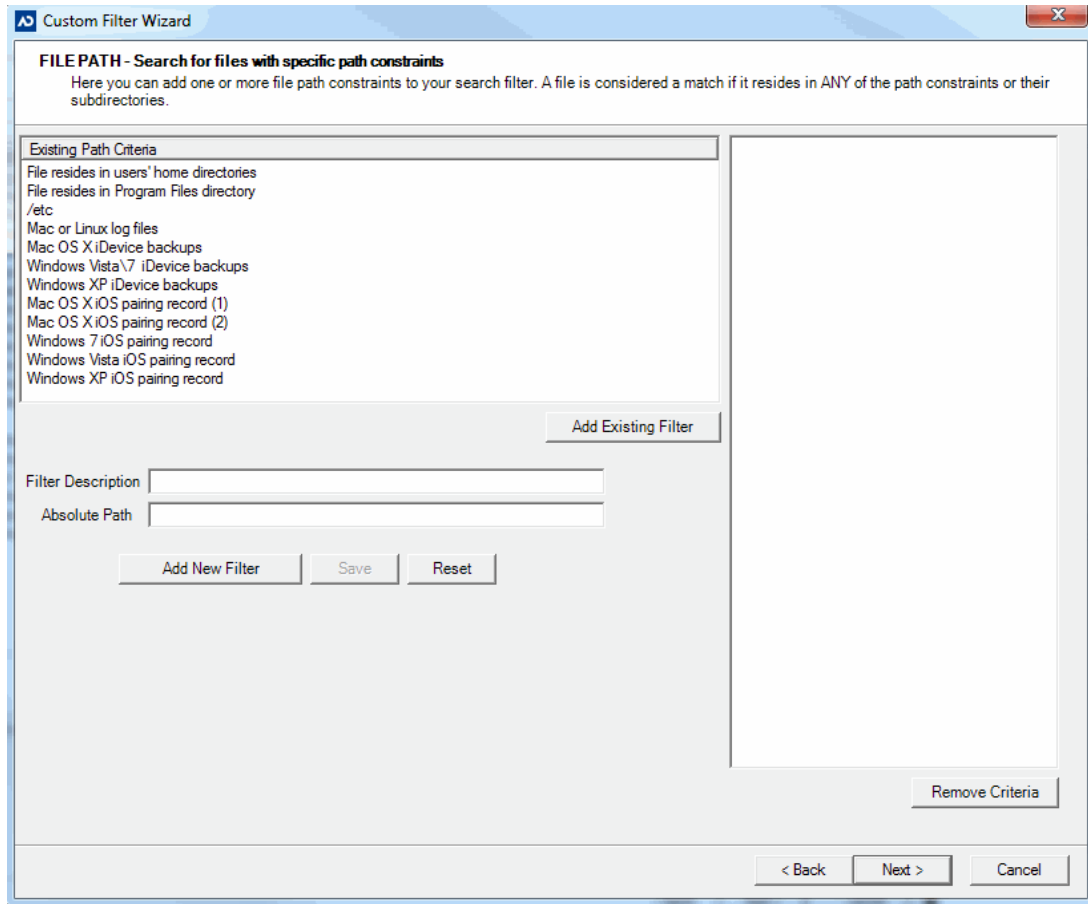 Custom Filter Wizard
x
FILE PATH - Search for files with specific path constraints
Here you can add one or more file path constraints to your search filter. A file is considered a match if it resides in ANY of the path constraints or their
subdirectories.
Existing Path Criteria
File resides in users' home directories
File resides in Program Files directory
/etc
Mac or Linux log files
Mac OS X iDevice backups
Windows Vista\7 iDevice backups
Windows XP iDevice backups
Mac OS X iOS pairing record (1)
Mac OS X iOS pairing record (2)
Windows 7 iOS pairing record
Windows Vista iOS pairing record
Windows XP iOS pairing record
Add Existing Filter
Filter Description
Absolute Path
Add New Filter Save Reset
Remove Criteria
< Back Next > Cancel